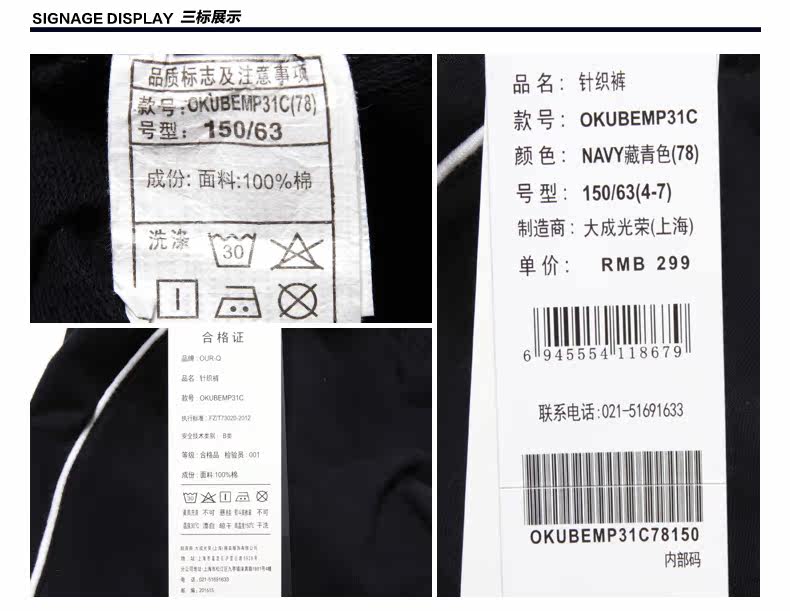 SIGNAGE DISPLAY 三标展示
品质标志及注意事项
款号:OKUBEMP31C(78)
号型: 150/63
成份: 面料:100%棉
洗涤
30
合格证
品牌:OUR-Q
品名:针织裤
款号:OKUBEMP31C
执行标准:FZ/T73020-2012
安全技术类别: B类
等级:合格品 检验员:001
成份:面料:100%棉
30
品名: 针织裤
款号: OKUBEMP31C
颜色: NAVY藏青色(78)
号型: 150/63(4-7)
制造商: 大成光荣(上海)
单价: RMB 299
6 945554 118679
联系电话:021-51691633
OKUBEMP31C78150
内部码